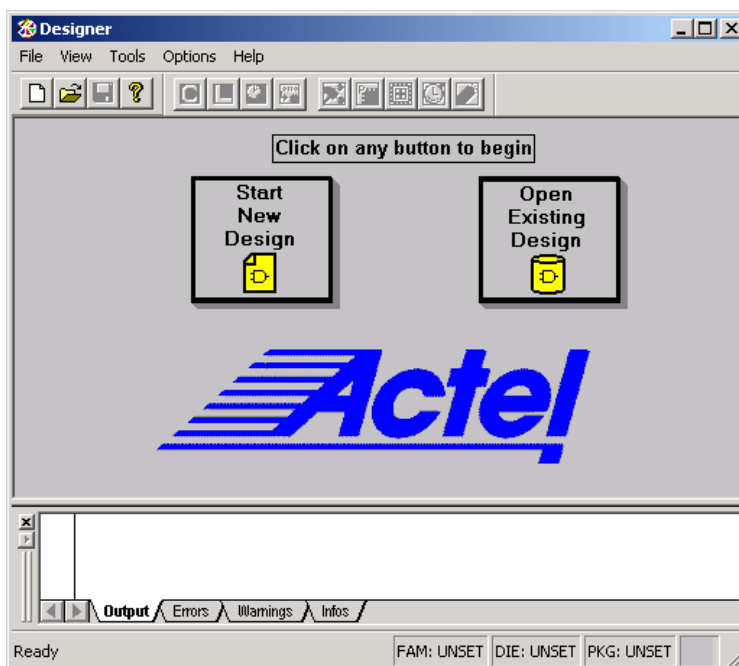 Designer
File View Tools Options Help
Click on any button to begin
Start
New
Design
Open
Existing
Design
Actel
Output Errors Warnings Infos
Ready FAM: UNSET DIE: UNSET PKG: UNSET